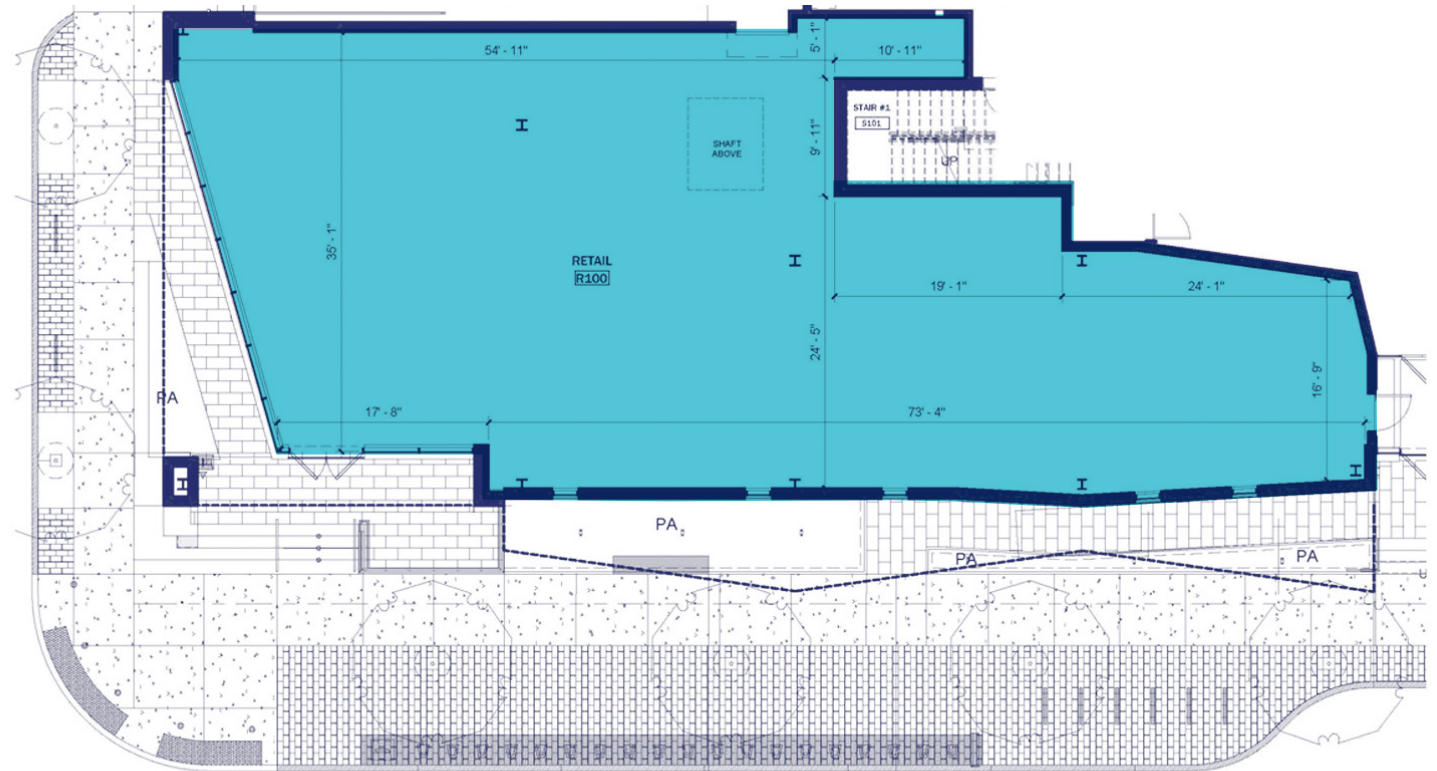 54' - 11"
5' - 1"
10' - 11"
STAIR #1
S101
UP
SHAFT
ABOVE
9' - 11"
35' - 1"
RETAIL
R100
19' - 1"
24' - 1"
24' - 5"
16' - 9"
PA
17' - 8"
73' - 4"
PA
PA
PA